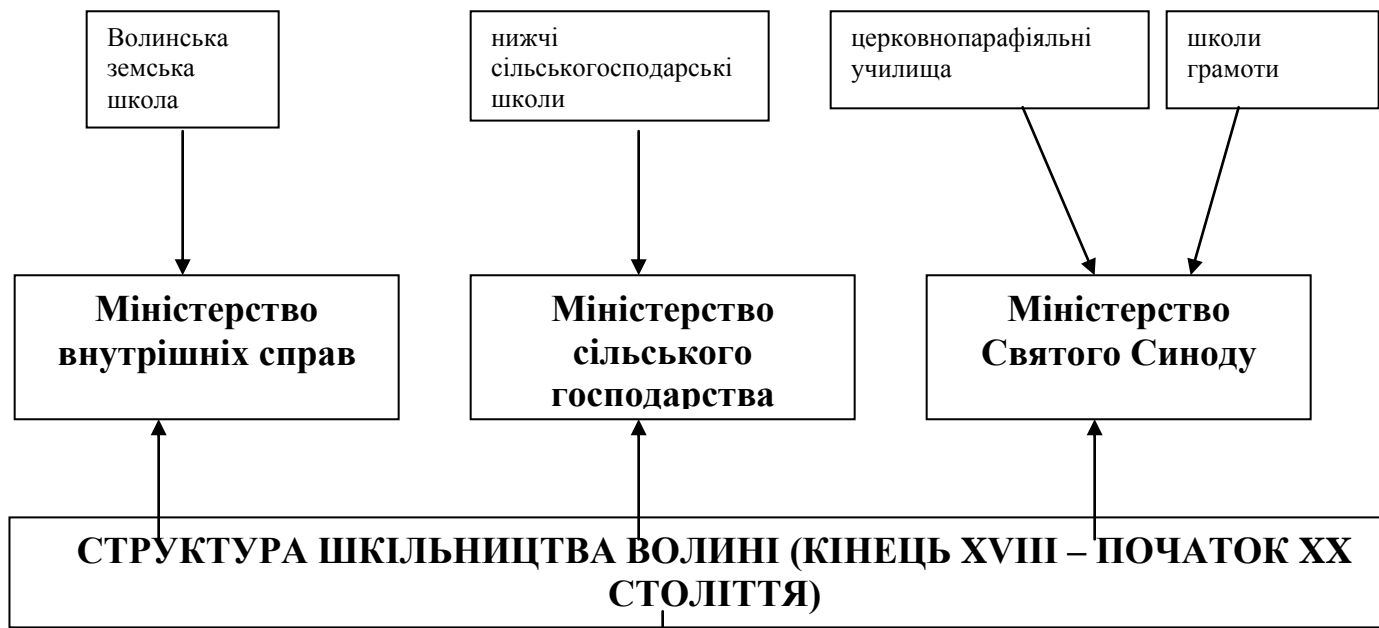 Волинська
земська
школа
нижчі
сільськогосподарські
школи
церковнопарафіяльні
училища
школи
грамоти
Міністерство
внутрішніх справ
Міністерство
сільського
господарства
Міністерство
Святого Синоду
СТРУКТУРА ШКІЛЬНИЦТВА ВОЛИНІ (КІНЕЦЬ XVIII – ПОЧАТОК XX
СТОЛІТТЯ)